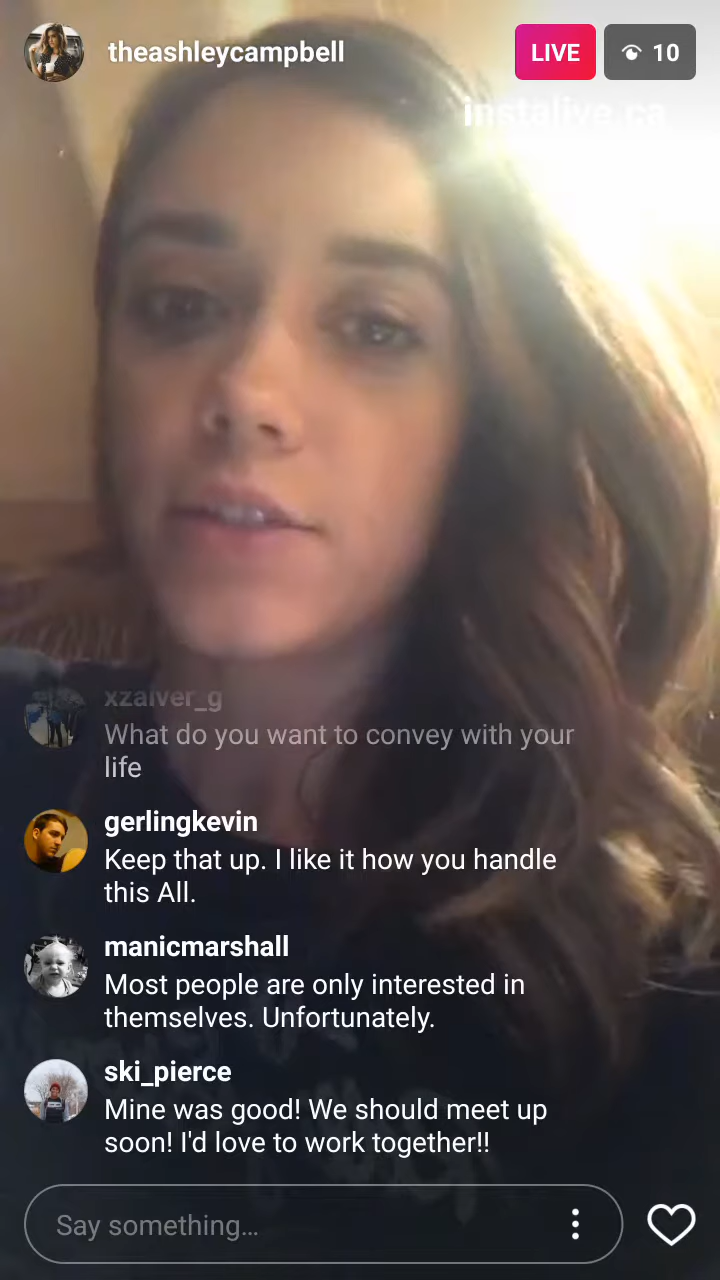 theashleycampbell
LIVE
10
instalive.ca
xzaiver_g
What do you want to convey with your
life
gerlingkevin
Keep that up. I like it how you handle
this All.
manicmarshall
Most people are only interested in
themselves. Unfortunately.
ski_pierce
Mine was good! We should meet up
soon! I'd love to work together!!
Say something...